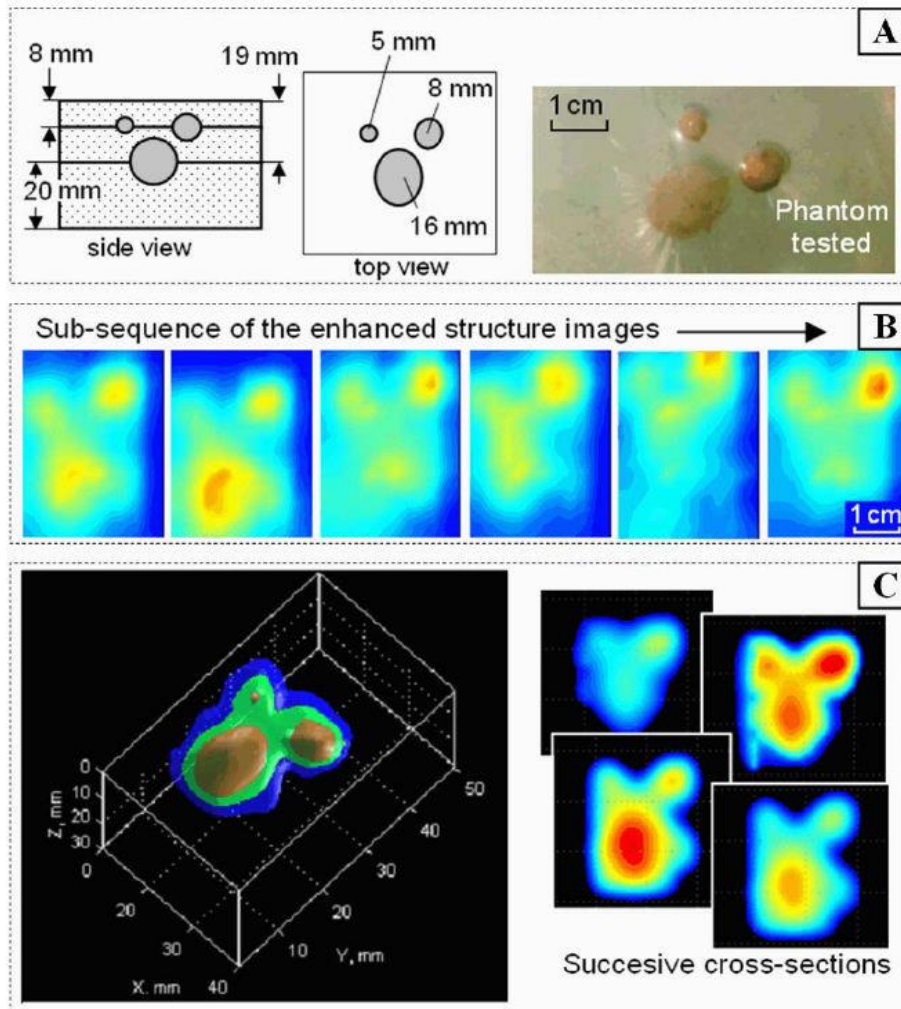 A
8 mm
19 mm
20 mm
side view
5 mm
8 mm
16 mm
top view
1 cm
Phantom
tested
B
Sub-sequence of the enhanced structure images
1 cm
C
0
10
20
30
Z, mm
0
20
30
40
X. mm
10
20
30
40
50
Y, mm
Succesive cross-sections